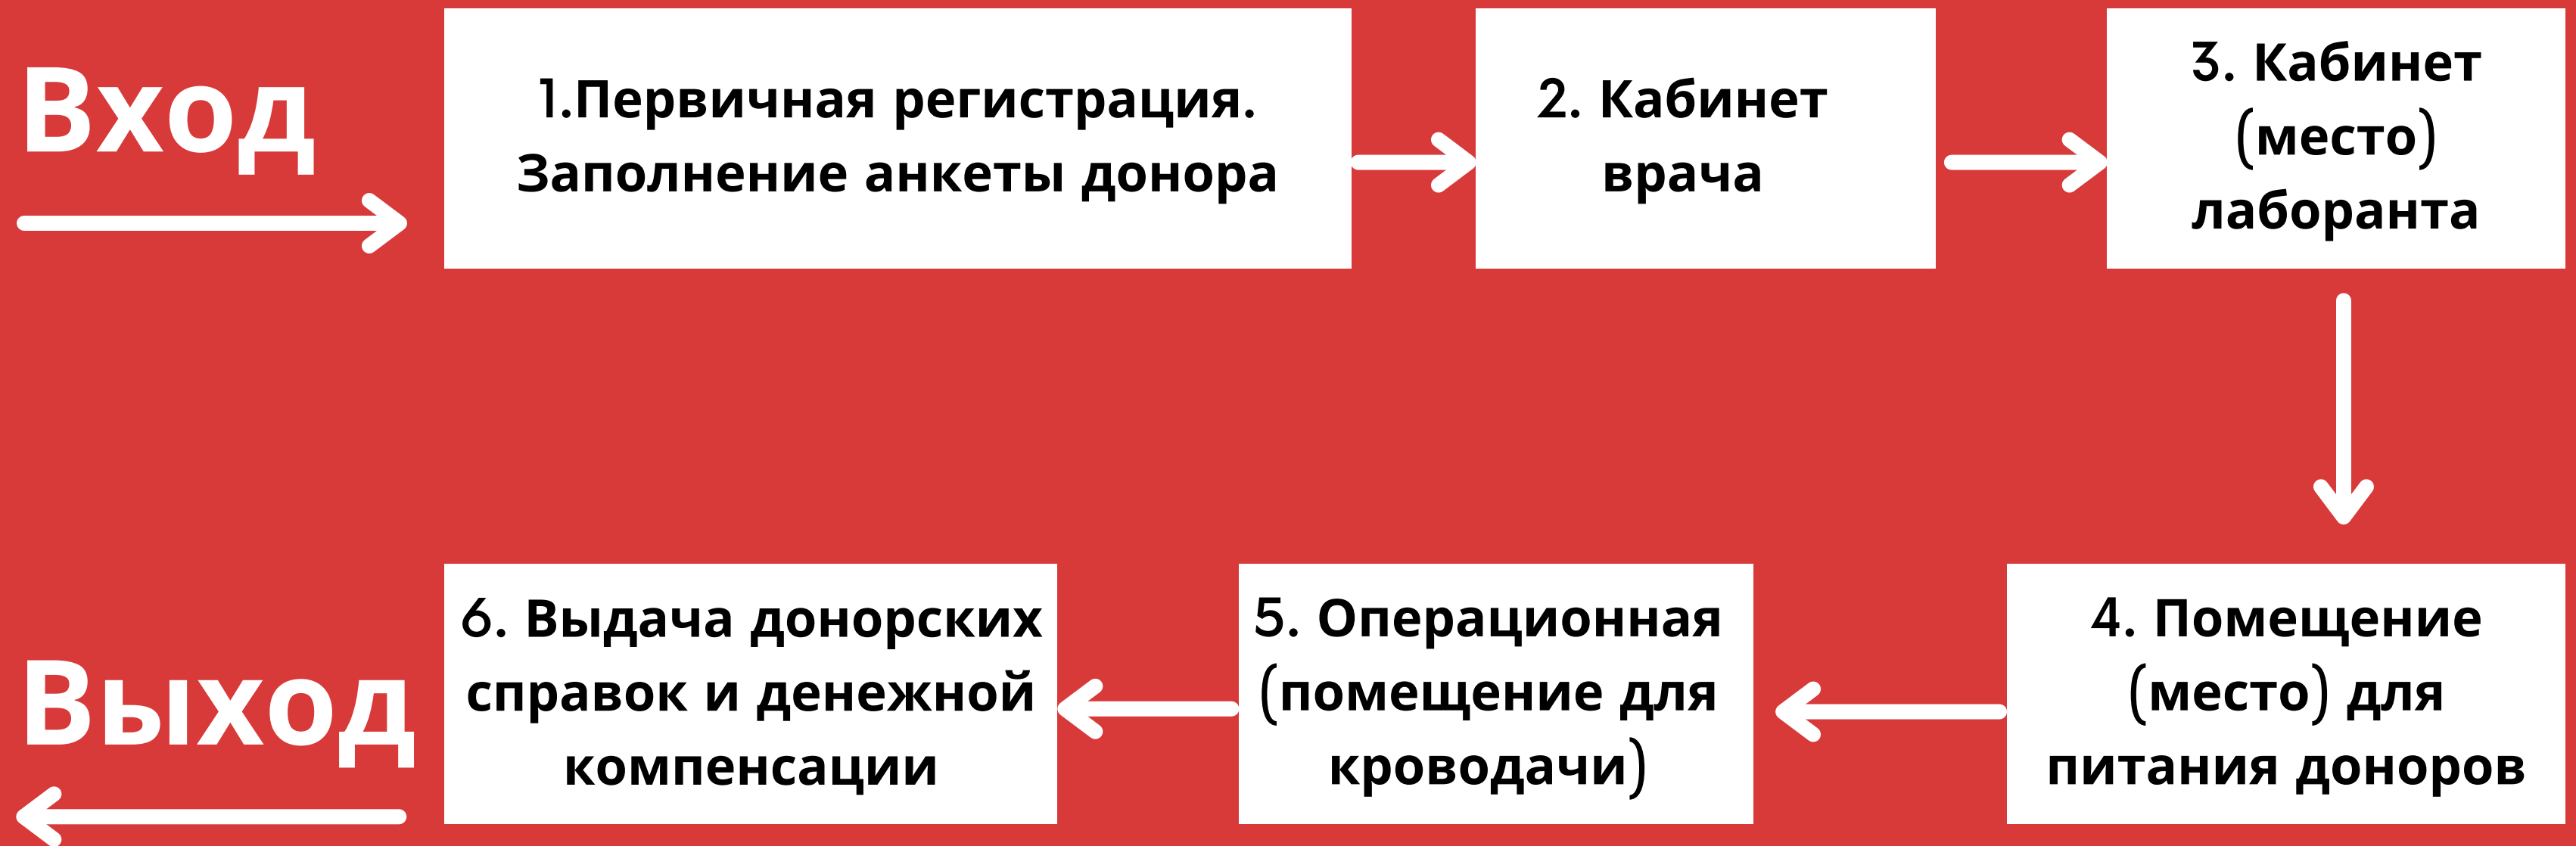 Вход
1.Первичная регистрация.
Заполнение анкеты донора
2. Кабинет
врача
3. Кабинет
(место)
лаборанта
4. Помещение
(место) для
питания доноров
5. Операционная
(помещение для
кроводачи)
6. Выдача донорских
справок и денежной
компенсации
Выход